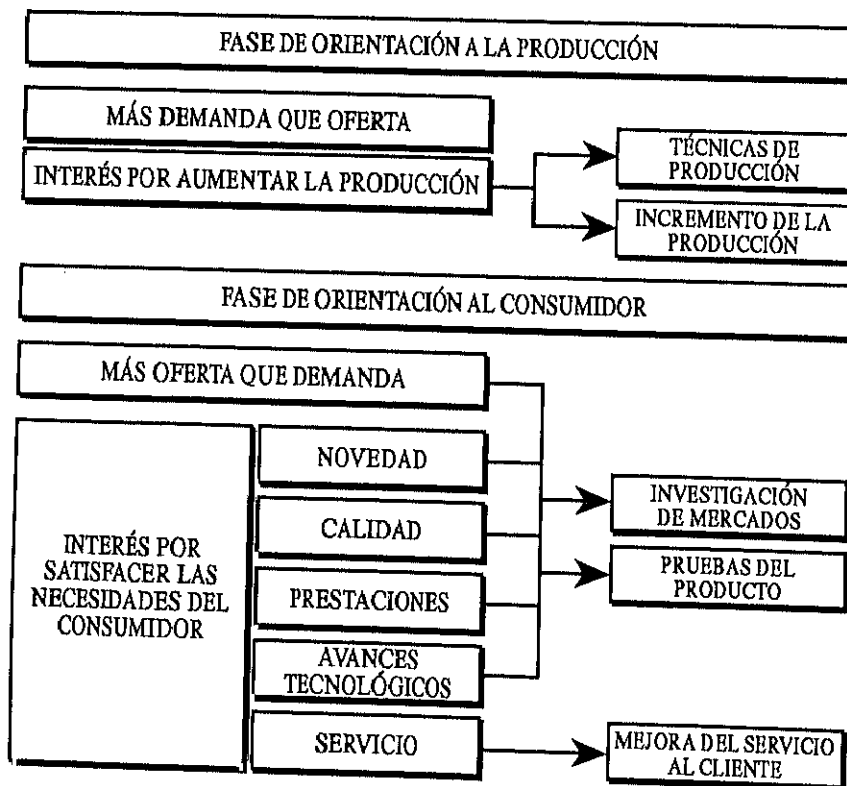 FASE DE ORIENTACIÓN A LA PRODUCCIÓN
MÁS DEMANDA QUE OFERTA
INTERÉS POR AUMENTAR LA PRODUCCIÓN
TÉCNICAS DE
PRODUCCIÓN
INCREMENTO DE LA
PRODUCCIÓN
FASE DE ORIENTACIÓN AL CONSUMIDOR
MÁS OFERTA QUE DEMANDA
INTERÉS POR
SATISFACER LAS
NECESIDADES DEL
CONSUMIDOR
NOVEDAD
CALIDAD
PRESTACIONES
AVANCES
TECNOLÓGICOS
SERVICIO
INVESTIGACIÓN
DE MERCADOS
PRUEBAS DEL
PRODUCTO
MEJORA DEL SERVICIO
AL CLIENTE